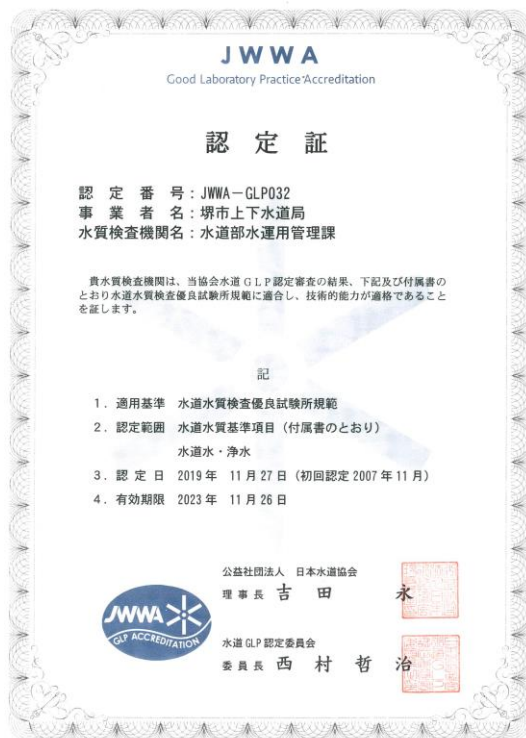 JWWA
Good Laboratory Practice Accreditation
認定証
認定番号：JWWA－GLP032
事業者名：堺市上下水道局
水質検査機関名：水道部水運用管理課
貴水質検査機関は、当協会水道ＧＬＰ認定審査の結果、下記及び付属書の
とおり水道水質検査優良試験所規範に適合し、技術的能力が適格であること
を証します。
記
１．適用基準 水道水質検査優良試験所規範
２．認定範囲 水道水質基準項目（付属書のとおり）
水道水・浄水
３．認定日 2019年 11月27日（初回認定 2007年11月）
４．有効期限 2023年 11月26日
公益社団法人 日本水道協会
理事長 吉田 永
JWWA
GLP ACCREDITATION
水道GLP認定委員会
委員長 西村哲治